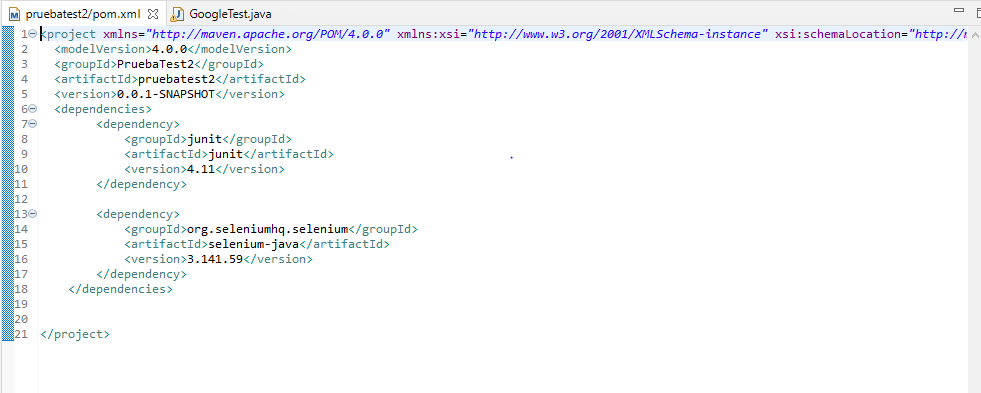 pruebatest2/pom.xml GoogleTest.java
1 <project xmlns="http://maven.apache.org/POM/4.0.0" xmlns:xsi="http://www.w3.org/2001/XMLSchema-instance" xsi:schemaLocation="http://
2 <modelVersion>4.0.0</modelVersion>
3 <groupId>PruebaTest2</groupId>
4 <artifactId>pruebatest2</artifactId>
5 <version>0.0.1-SNAPSHOT</version>
6 <dependencies>
7 <dependency>
8 <groupId>junit</groupId>
9 <artifactId>junit</artifactId>
10 <version>4.11</version>
11 </dependency>
12
13 <dependency>
14 <groupId>org.seleniumhq.selenium</groupId>
15 <artifactId>selenium-java</artifactId>
16 <version>3.141.59</version>
17 </dependency>
18 </dependencies>
19
20
21 </project>